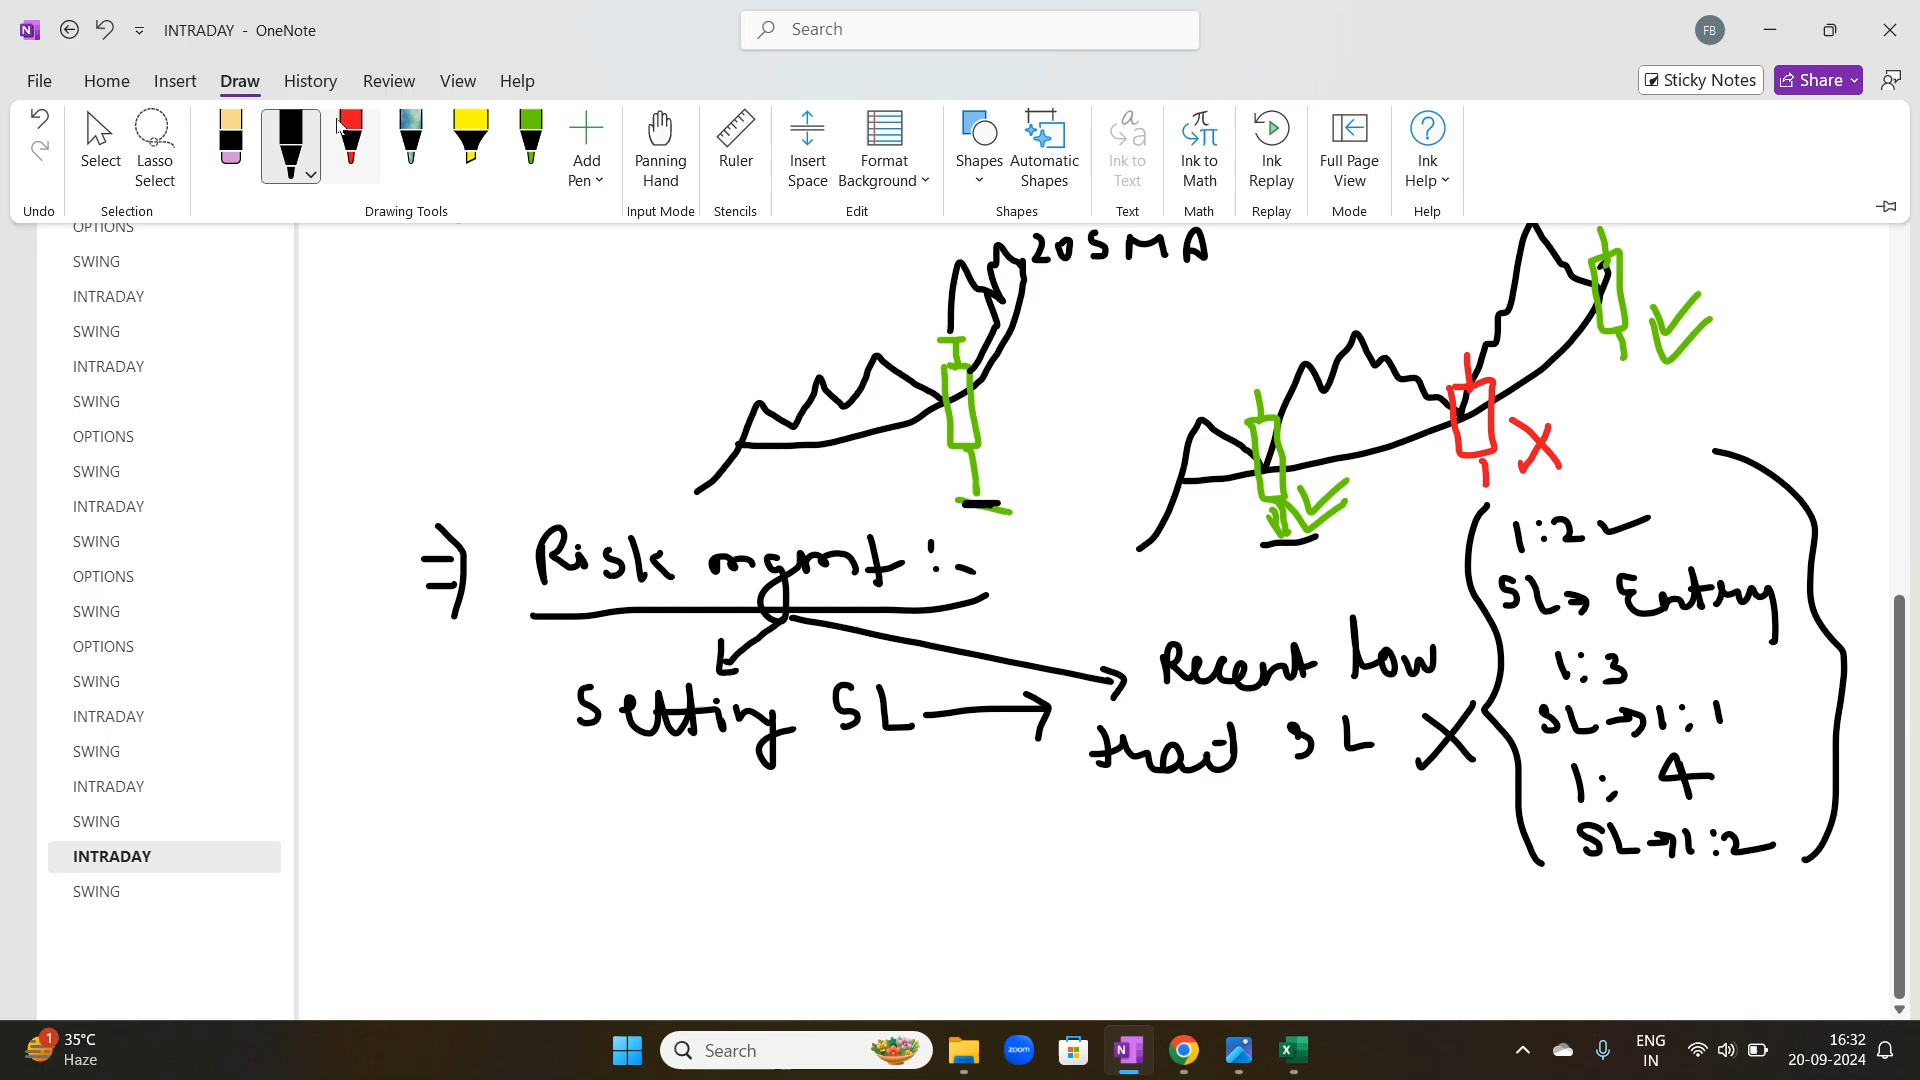 INTRADAY - OneNote
Search
FB
File Home Insert Draw History Review View Help
Sticky Notes Share
Select
Lasso Select
Add Pen
Panning Hand
Ruler
Insert Space
Format Background
Shapes
Automatic Shapes
Ink to Text
Ink to Math
Ink Replay
Full Page View
Ink Help
Undo Selection Drawing Tools Input Mode Stencils Edit Shapes Text Math Replay Mode Help
OPTIONS
SWING
INTRADAY
SWING
INTRADAY
SWING
OPTIONS
SWING
INTRADAY
SWING
OPTIONS
SWING
OPTIONS
SWING
INTRADAY
SWING
INTRADAY
SWING
INTRADAY
SWING
20 S M A
=) Risk mgmt :-
Setting SL →
Recent low
trail SL X
1:2 ✓
SL → Entry
1:3
SL → 1:1
1: 4
SL → 1:2
1
35°C
Haze
Search
zoom
ENG
IN
16:32
20-09-2024